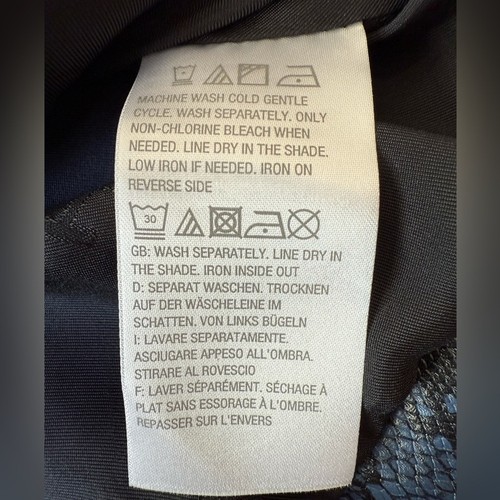 MACHINE WASH COLD GENTLE
CYCLE. WASH SEPARATELY. ONLY
NON-CHLORINE BLEACH WHEN
NEEDED. LINE DRY IN THE SHADE.
LOW IRON IF NEEDED. IRON ON
REVERSE SIDE
30
GB: WASH SEPARATELY. LINE DRY IN
THE SHADE. IRON INSIDE OUT
D: SEPARAT WASCHEN. TROCKNEN
AUF DER WÄSCHELEINE IM
SCHATTEN. VON LINKS BÜGELN
I: LAVARE SEPARATAMENTE.
ASCIUGARE APPESO ALL'OMBRA.
STIRARE AL ROVESCIO
F: LAVER SÉPARÉMENT. SÉCHAGE À
PLAT SANS ESSORAGE À L'OMBRE.
REPASSER SUR L'ENVERS